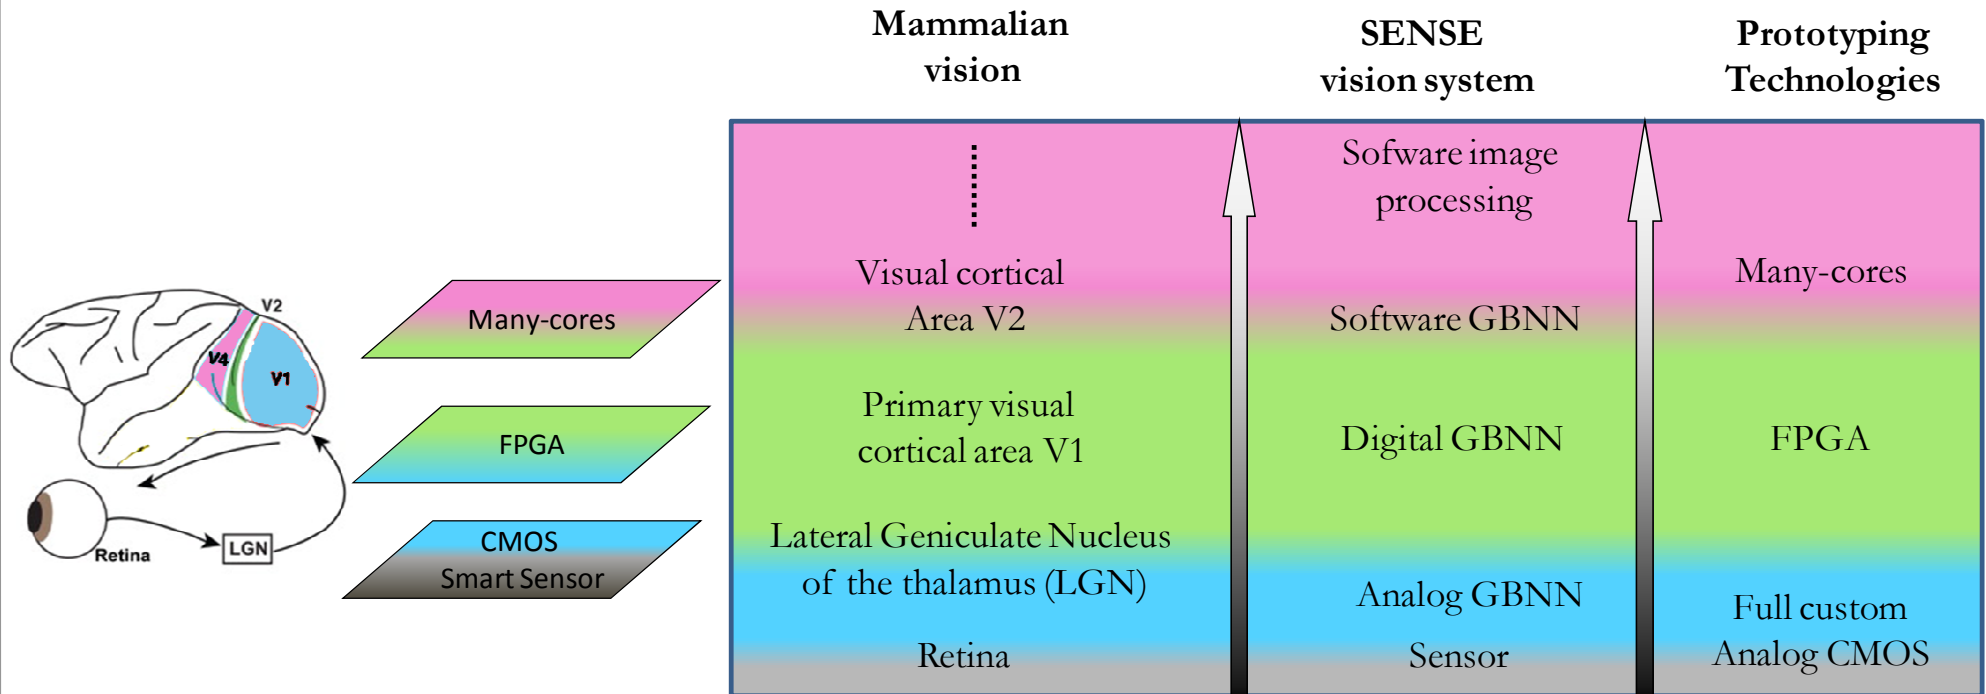 Mammalian
vision
SENSE
vision system
Prototyping
Technologies
Sofware image
processing
Visual cortical
Area V2
Many-cores
Software GBNN
Primary visual
cortical area V1
Digital GBNN
FPGA
Lateral Geniculate Nucleus
of the thalamus (LGN)
Analog GBNN
Full custom
Analog CMOS
Retina
Sensor
Many-cores
FPGA
CMOS
Smart Sensor
V2
V4
V1
Retina
LGN